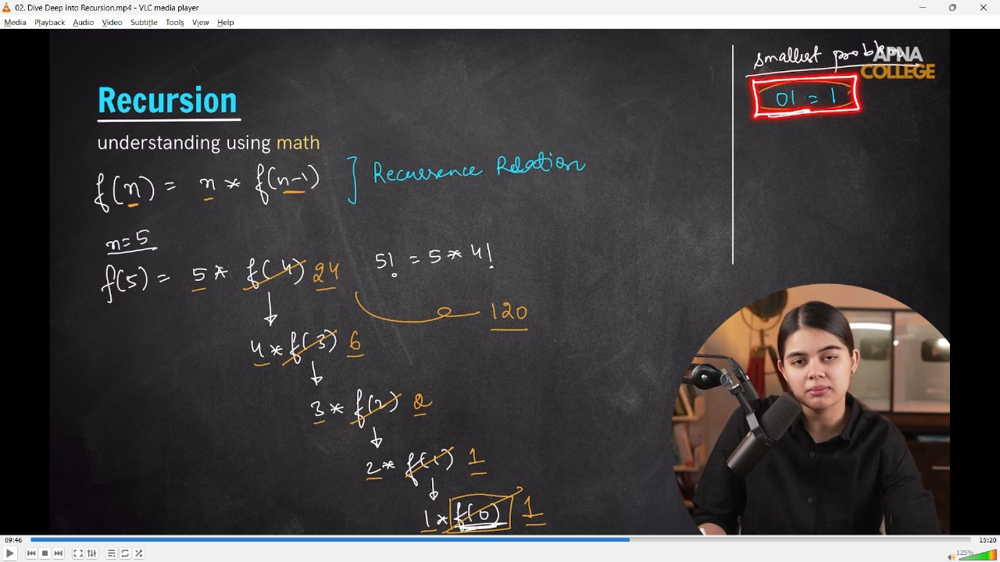 02. Dive Deep into Recursion.mp4 - VLC media player
Media Playback Audio Video Subtitle Tools View Help
smallest problem
APNA
COLLEGE
0! = 1
Recursion
understanding using math
f(n) = n * f(n-1) ] Recurrence Relation
n=5
f(5) = 5 * f(4) 24 5! = 5 * 4!
120
4 * f(3) 6
3 * f(2) 2
2 * f(1) 1
1 * f(0) 1
09:46 15:20
125%